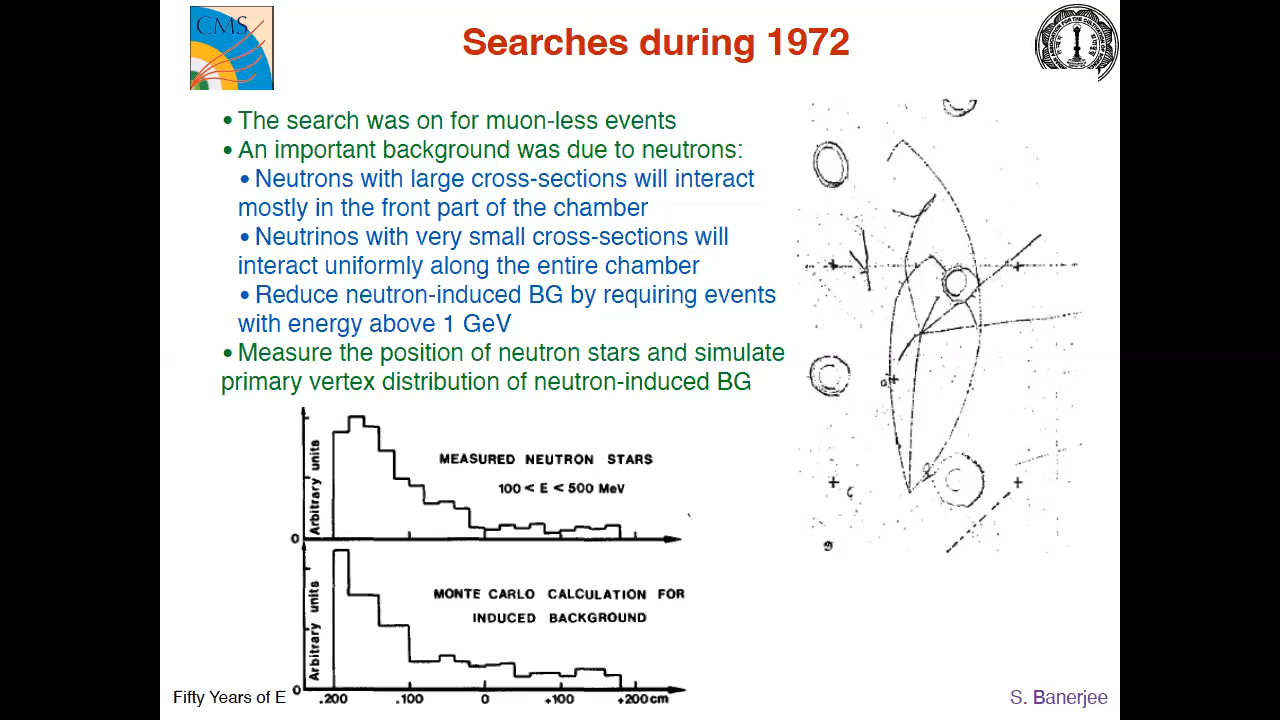 CMS
Searches during 1972
• The search was on for muon-less events
• An important background was due to neutrons:
• Neutrons with large cross-sections will interact
mostly in the front part of the chamber
• Neutrinos with very small cross-sections will
interact uniformly along the entire chamber
• Reduce neutron-induced BG by requiring events
with energy above 1 GeV
• Measure the position of neutron stars and simulate
primary vertex distribution of neutron-induced BG
Arbitrary units
MEASURED NEUTRON STARS
100 < E < 500 MeV
0
Arbitrary units
MONTE CARLO CALCULATION FOR
INDUCED BACKGROUND
0
-200 -100 0 +100 +200 cm
Fifty Years of E
S. Banerjee